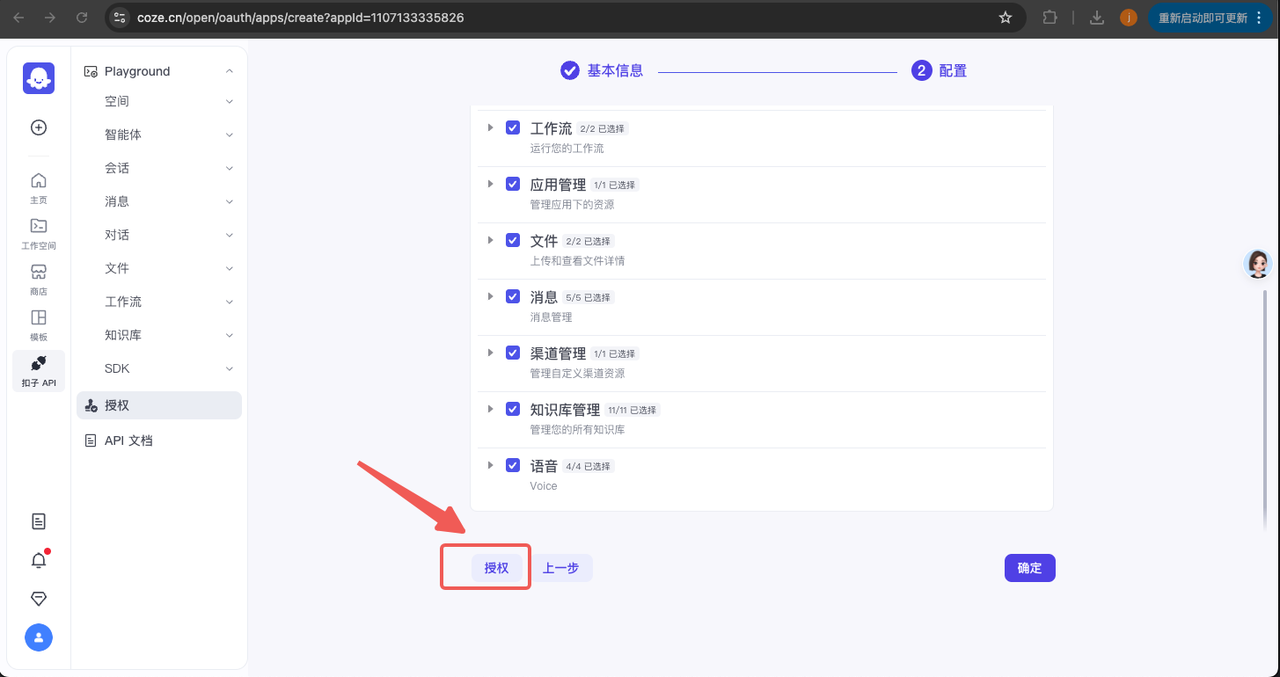 coze.cn/open/oauth/apps/create?appId=1107133335826
j
重新启动即可更新
主页
工作空间
商店
模板
扣子 API
Playground
空间
智能体
会话
消息
对话
文件
工作流
知识库
SDK
授权
API 文档
基本信息
2 配置
工作流 2/2 已选择
运行您的工作流
应用管理 1/1 已选择
管理应用下的资源
文件 2/2 已选择
上传和查看文件详情
消息 5/5 已选择
消息管理
渠道管理 1/1 已选择
管理自定义渠道资源
知识库管理 11/11 已选择
管理您的所有知识库
语音 4/4 已选择
Voice
授权
上一步
确定